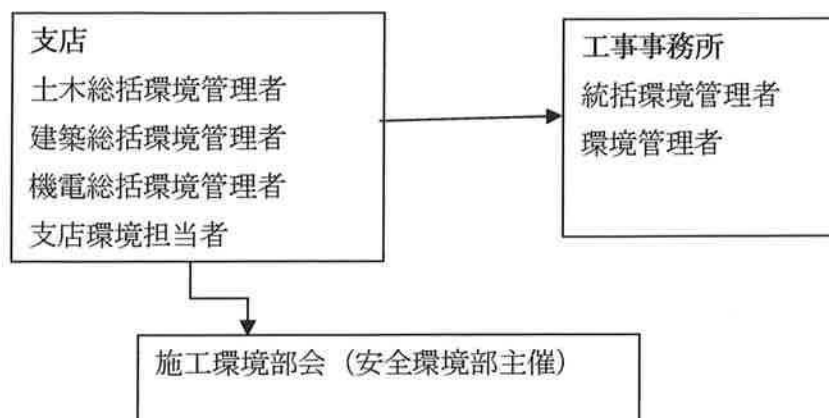 支店
土木総括環境管理者
建築総括環境管理者
機電総括環境管理者
支店環境担当者
工事事務所
統括環境管理者
環境管理者
施工環境部会（安全環境部主催）